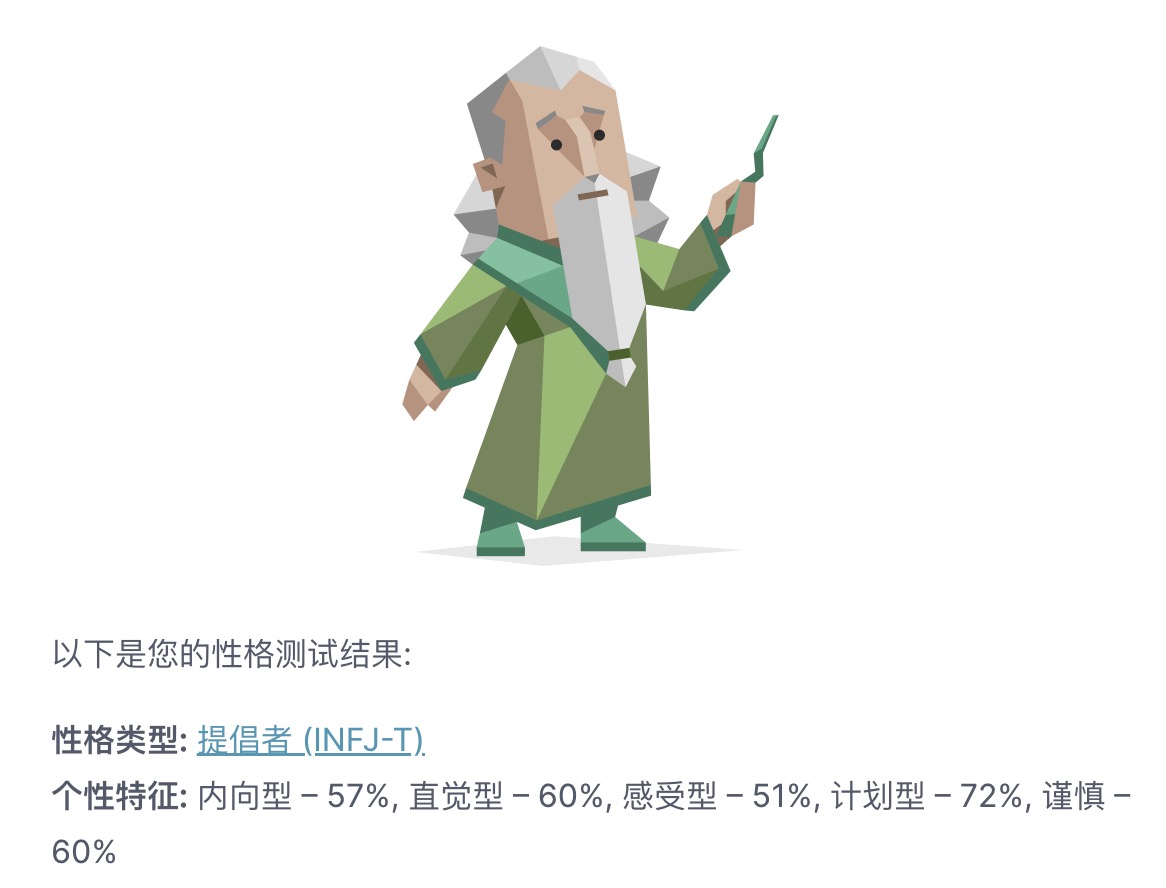 以下是您的性格测试结果:
性格类型: 提倡者 (INFJ-T)
个性特征: 内向型 – 57%, 直觉型 – 60%, 感受型 – 51%, 计划型 – 72%, 谨慎 –
60%